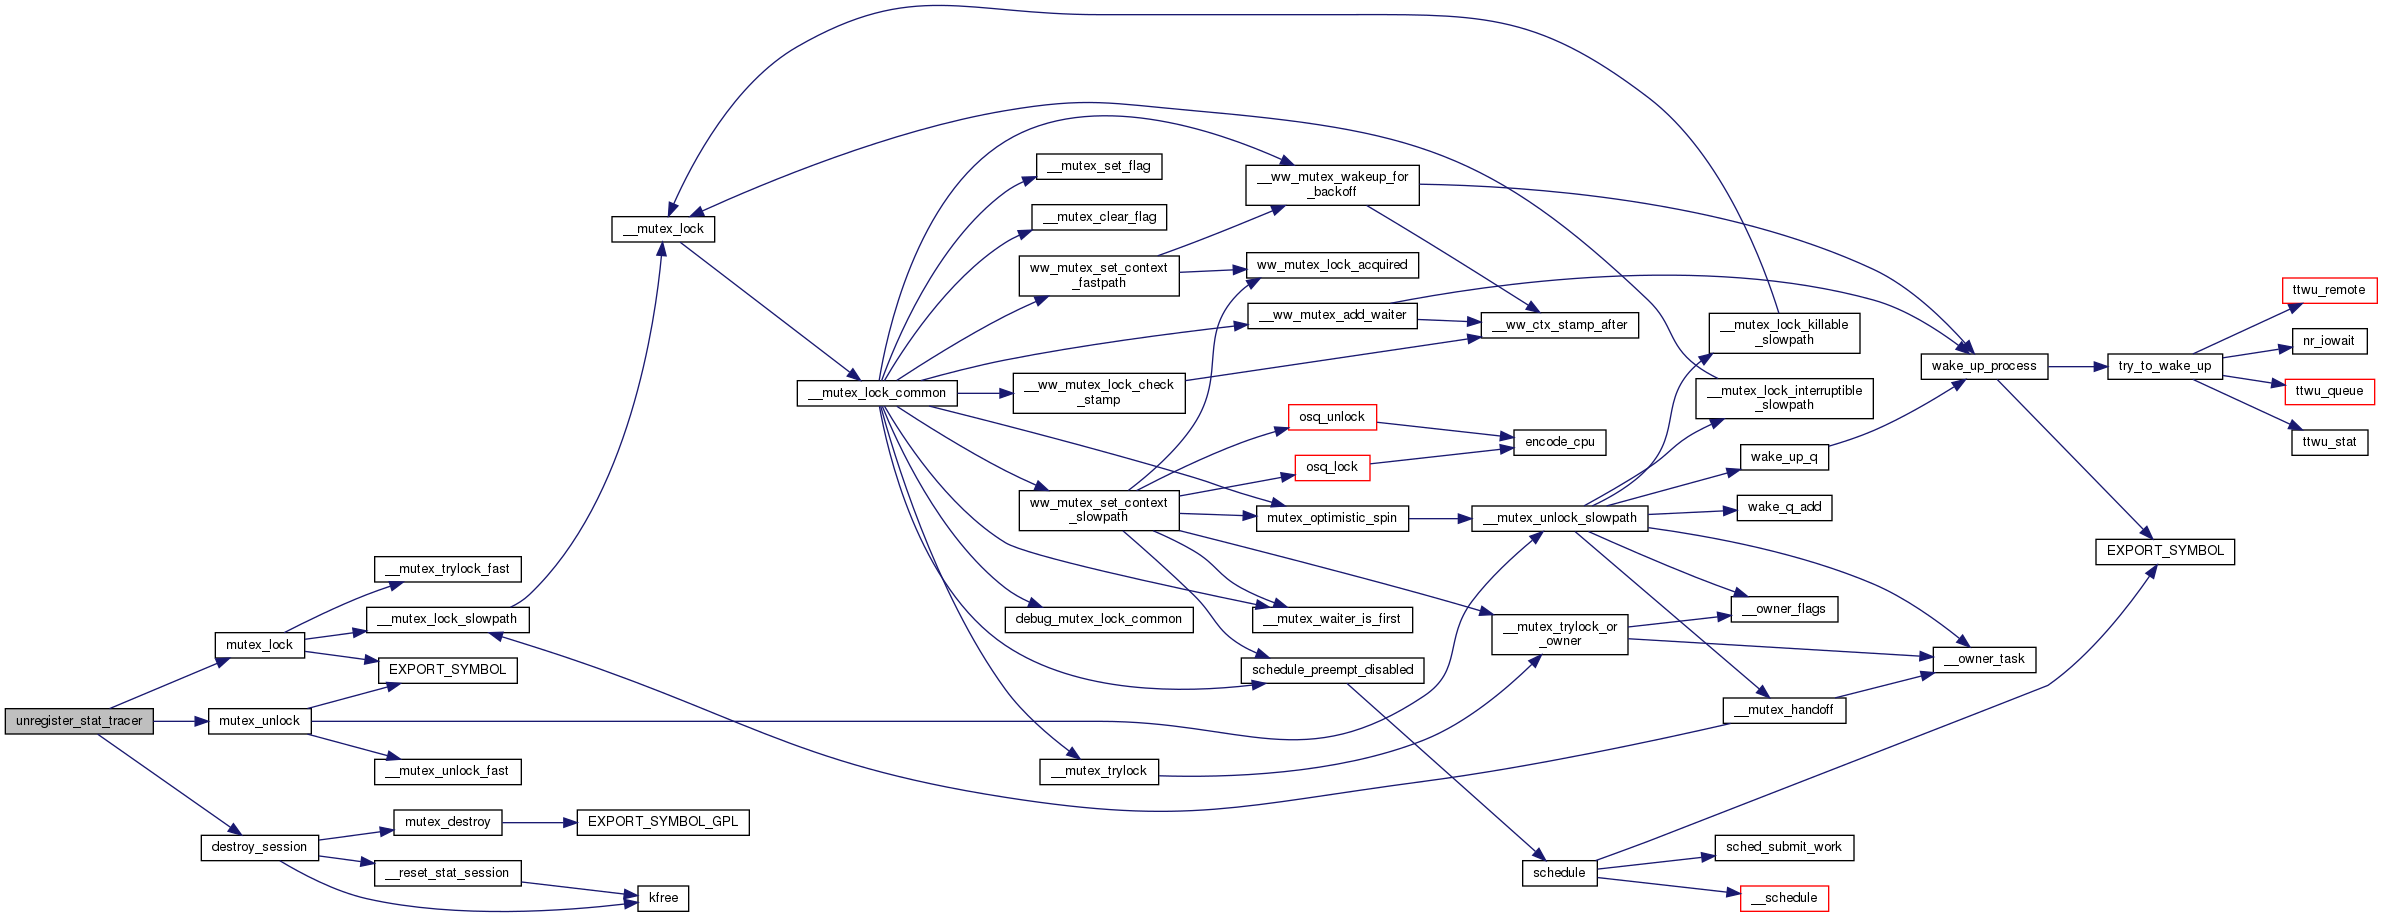 unregister_stat_tracer
mutex_lock
mutex_unlock
destroy_session
__mutex_trylock_fast
__mutex_lock_slowpath
EXPORT_SYMBOL
__mutex_unlock_fast
mutex_destroy
__reset_stat_session
EXPORT_SYMBOL_GPL
kfree
__mutex_lock
__mutex_lock_common
__mutex_set_flag
__mutex_clear_flag
ww_mutex_set_context
_fastpath
__ww_mutex_lock_check
_stamp
ww_mutex_set_context
_slowpath
debug_mutex_lock_common
__mutex_trylock
__ww_mutex_wakeup_for
_backoff
ww_mutex_lock_acquired
__ww_mutex_add_waiter
osq_unlock
osq_lock
mutex_optimistic_spin
__mutex_waiter_is_first
schedule_preempt_disabled
__ww_ctx_stamp_after
encode_cpu
__mutex_unlock_slowpath
__mutex_trylock_or
_owner
schedule
__mutex_lock_killable
_slowpath
__mutex_lock_interruptible
_slowpath
wake_up_q
wake_q_add
__owner_flags
__mutex_handoff
sched_submit_work
__schedule
wake_up_process
__owner_task
try_to_wake_up
EXPORT_SYMBOL
ttwu_remote
nr_iowait
ttwu_queue
ttwu_stat